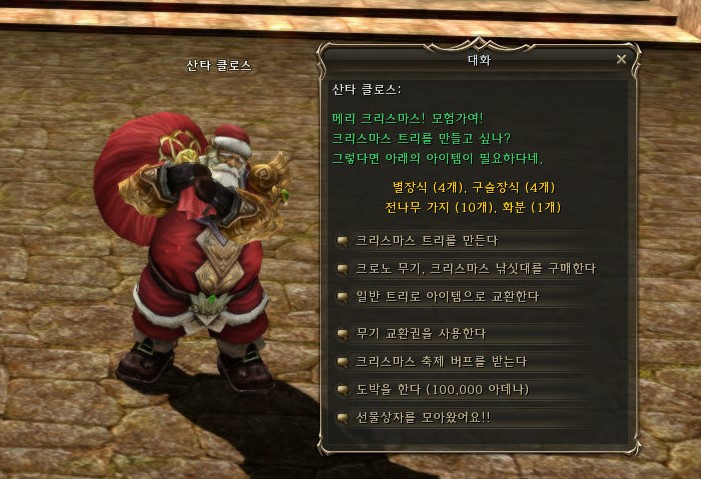 산타 클로스
대화
산타 클로스:
메리 크리스마스! 모험가여!
크리스마스 트리를 만들고 싶나?
그렇다면 아래의 아이템이 필요하다네.
별장식 (4개), 구슬장식 (4개)
전나무 가지 (10개), 화분 (1개)
크리스마스 트리를 만든다
크로노 무기, 크리스마스 낚싯대를 구매한다
일반 트리로 아이템으로 교환한다
무기 교환권을 사용한다
크리스마스 축제 버프를 받는다
도박을 한다 (100,000 아데나)
선물상자를 모아왔어요!!